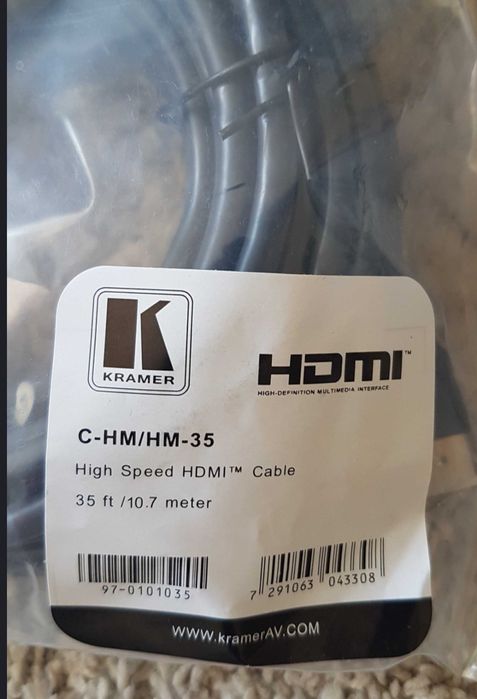 K
KRAMER
HDMI™
HIGH-DEFINITION MULTIMEDIA INTERFACE
C-HM/HM-35
High Speed HDMI™ Cable
35 ft /10.7 meter
97-0101035
7 291063 043308
www.kramerAV.COM